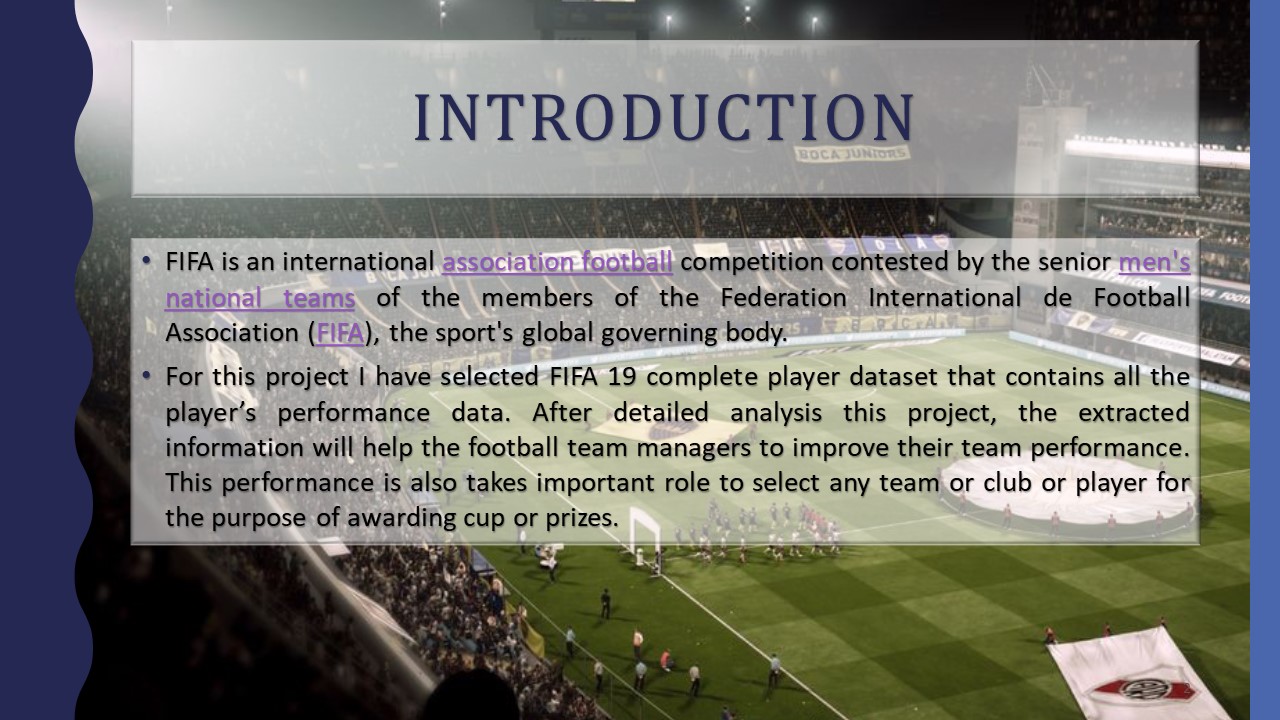 INTRODUCTION
BOCA JUNIORS
• FIFA is an international association football competition contested by the senior men's
national teams of the members of the Federation International de Football
Association (FIFA), the sport's global governing body.
• For this project I have selected FIFA 19 complete player dataset that contains all the
player’s performance data. After detailed analysis this project, the extracted
information will help the football team managers to improve their team performance.
This performance is also takes important role to select any team or club or player for
the purpose of awarding cup or prizes.